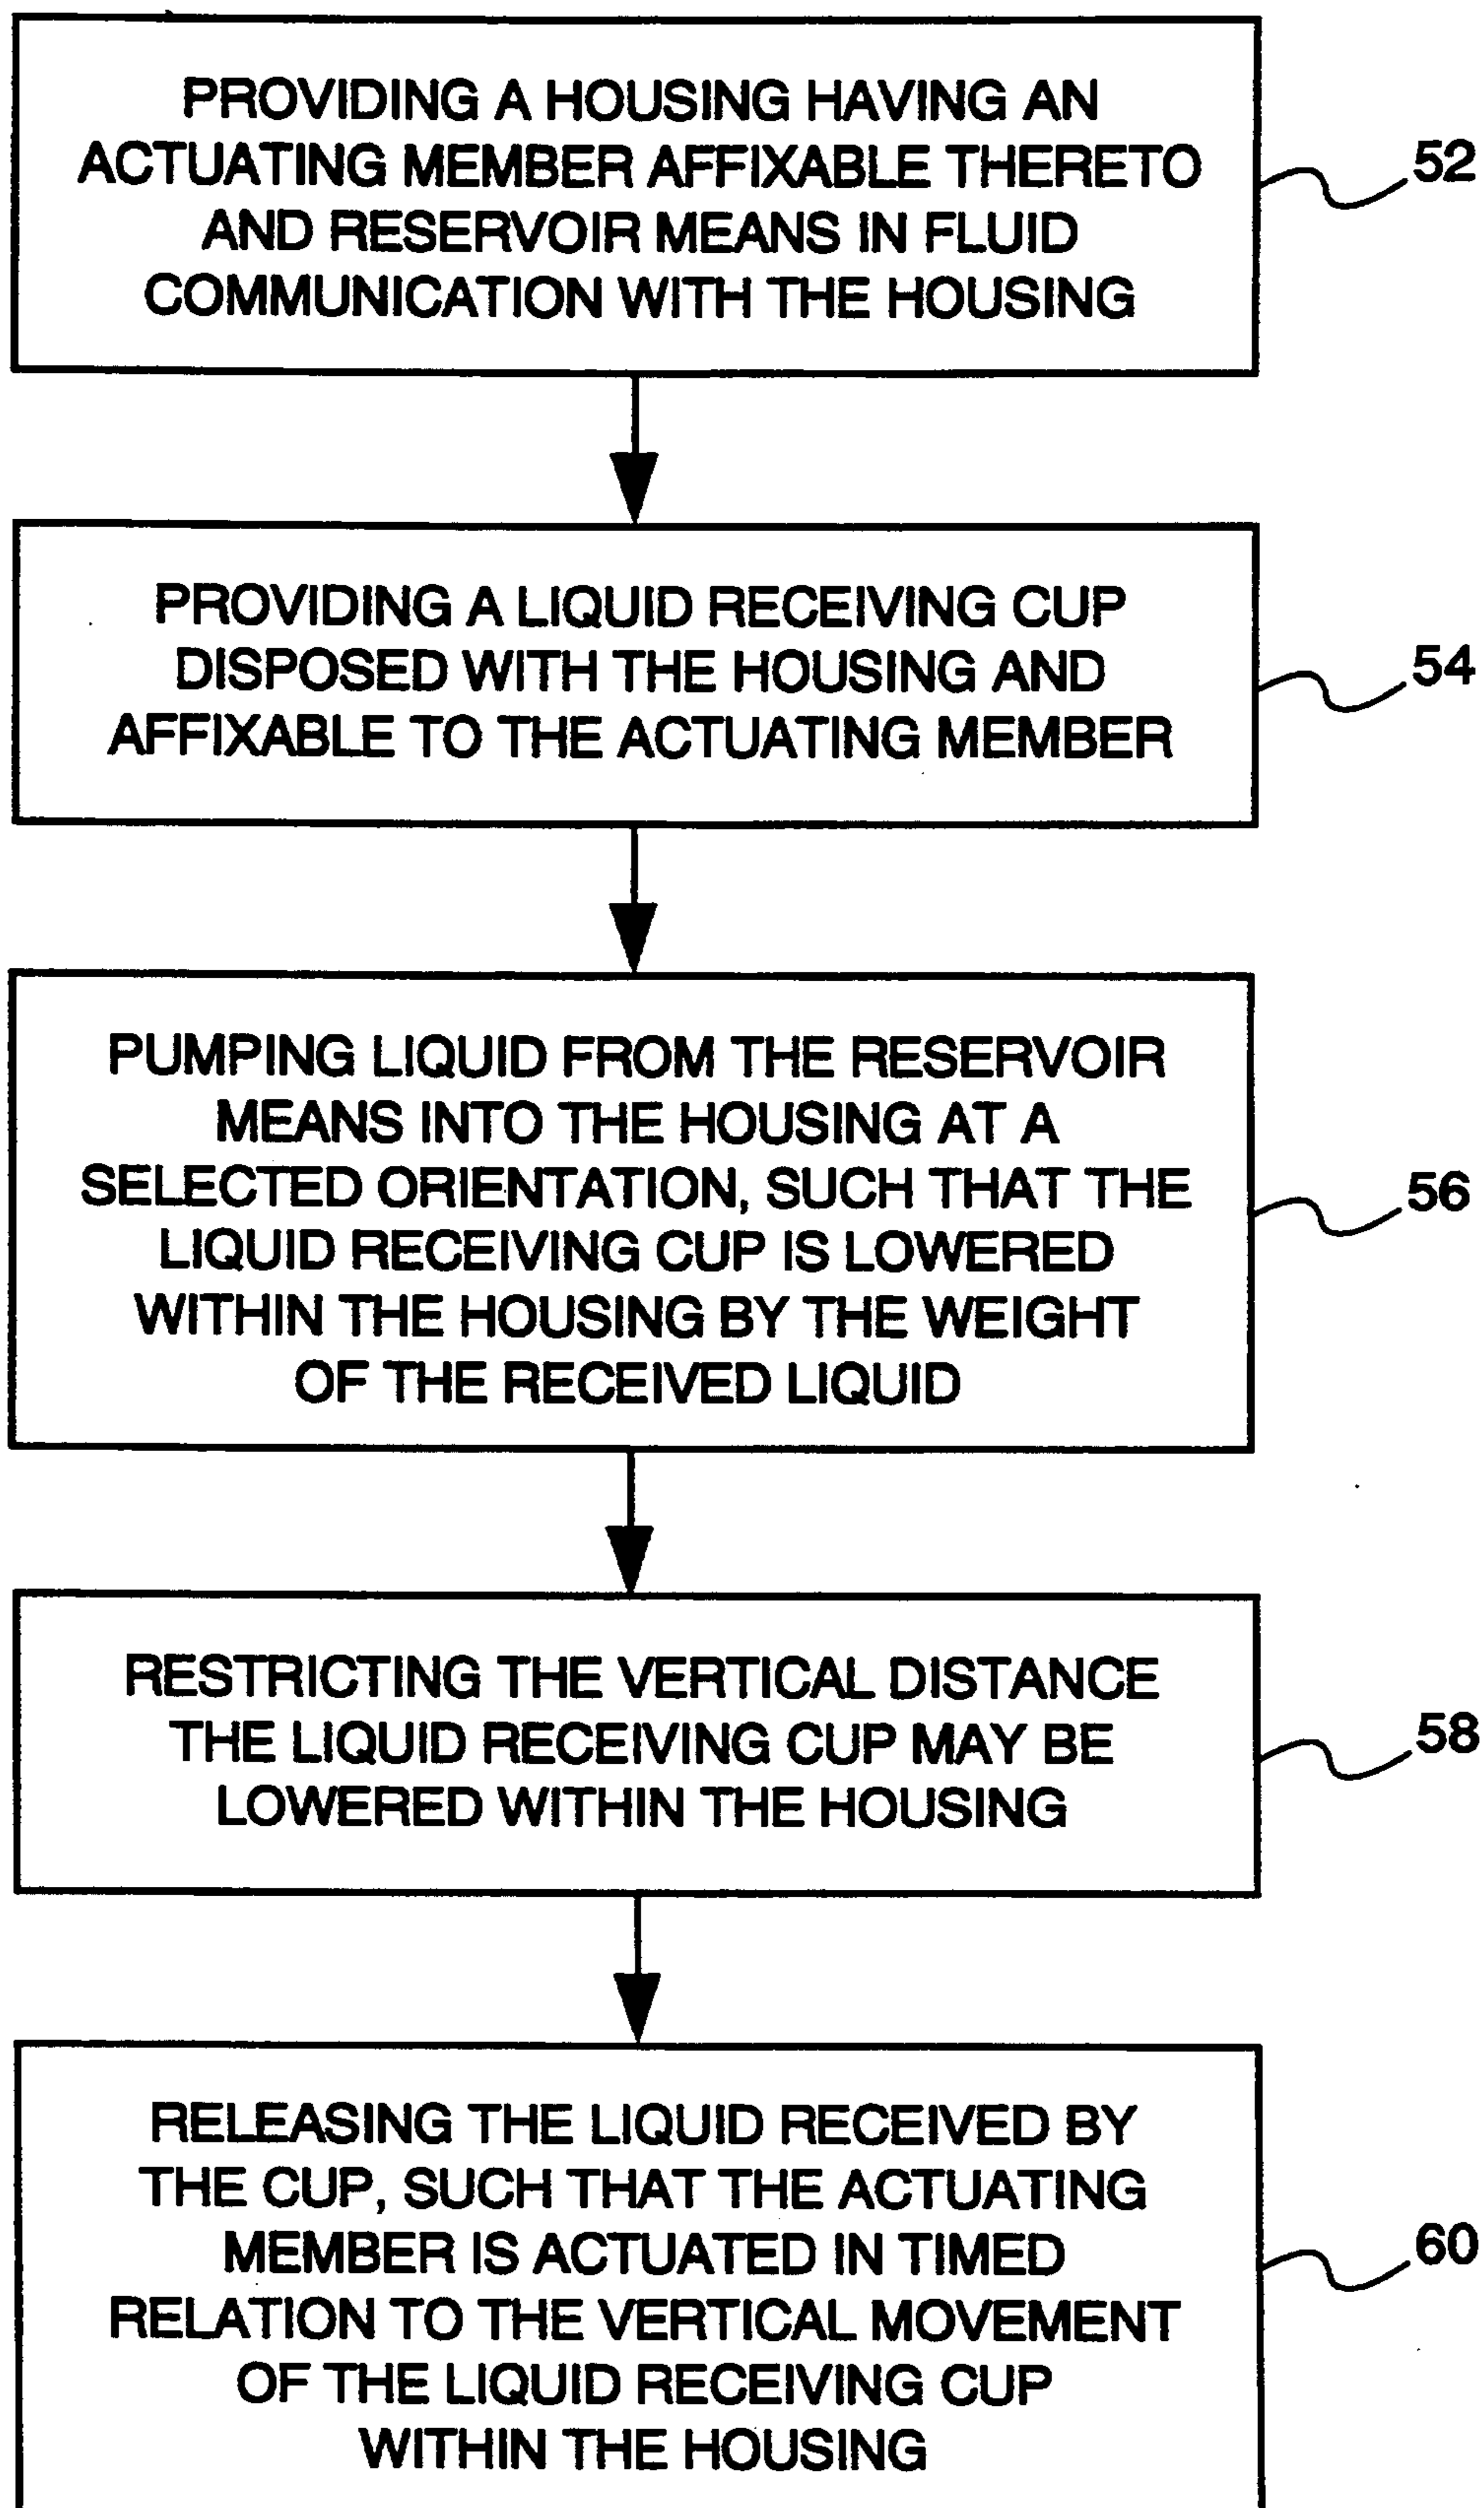 PROVIDING A HOUSING HAVING AN
ACTUATING MEMBER AFFIXABLE THERETO
AND RESERVOIR MEANS IN FLUID
COMMUNICATION WITH THE HOUSING
52
PROVIDING A LIQUID RECEIVING CUP
DISPOSED WITH THE HOUSING AND
AFFIXABLE TO THE ACTUATING MEMBER
54
PUMPING LIQUID FROM THE RESERVOIR
MEANS INTO THE HOUSING AT A
SELECTED ORIENTATION, SUCH THAT THE
LIQUID RECEIVING CUP IS LOWERED
WITHIN THE HOUSING BY THE WEIGHT
OF THE RECEIVED LIQUID
56
RESTRICTING THE VERTICAL DISTANCE
THE LIQUID RECEIVING CUP MAY BE
LOWERED WITHIN THE HOUSING
58
RELEASING THE LIQUID RECEIVED BY
THE CUP, SUCH THAT THE ACTUATING
MEMBER IS ACTUATED IN TIMED
RELATION TO THE VERTICAL MOVEMENT
OF THE LIQUID RECEIVING CUP
WITHIN THE HOUSING
60